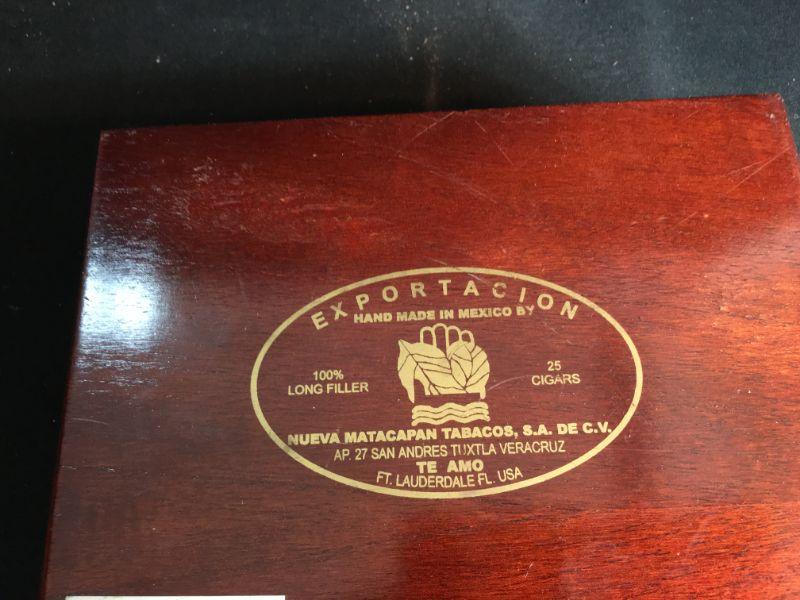 EXPORTACION
HAND MADE IN MEXICO BY
100%
LONG FILLER
25
CIGARS
NUEVA MATACAPAN TABACOS, S.A. DE C.V.
AP. 27 SAN ANDRES TUXTLA VERACRUZ
TE AMO
FT. LAUDERDALE FL. USA